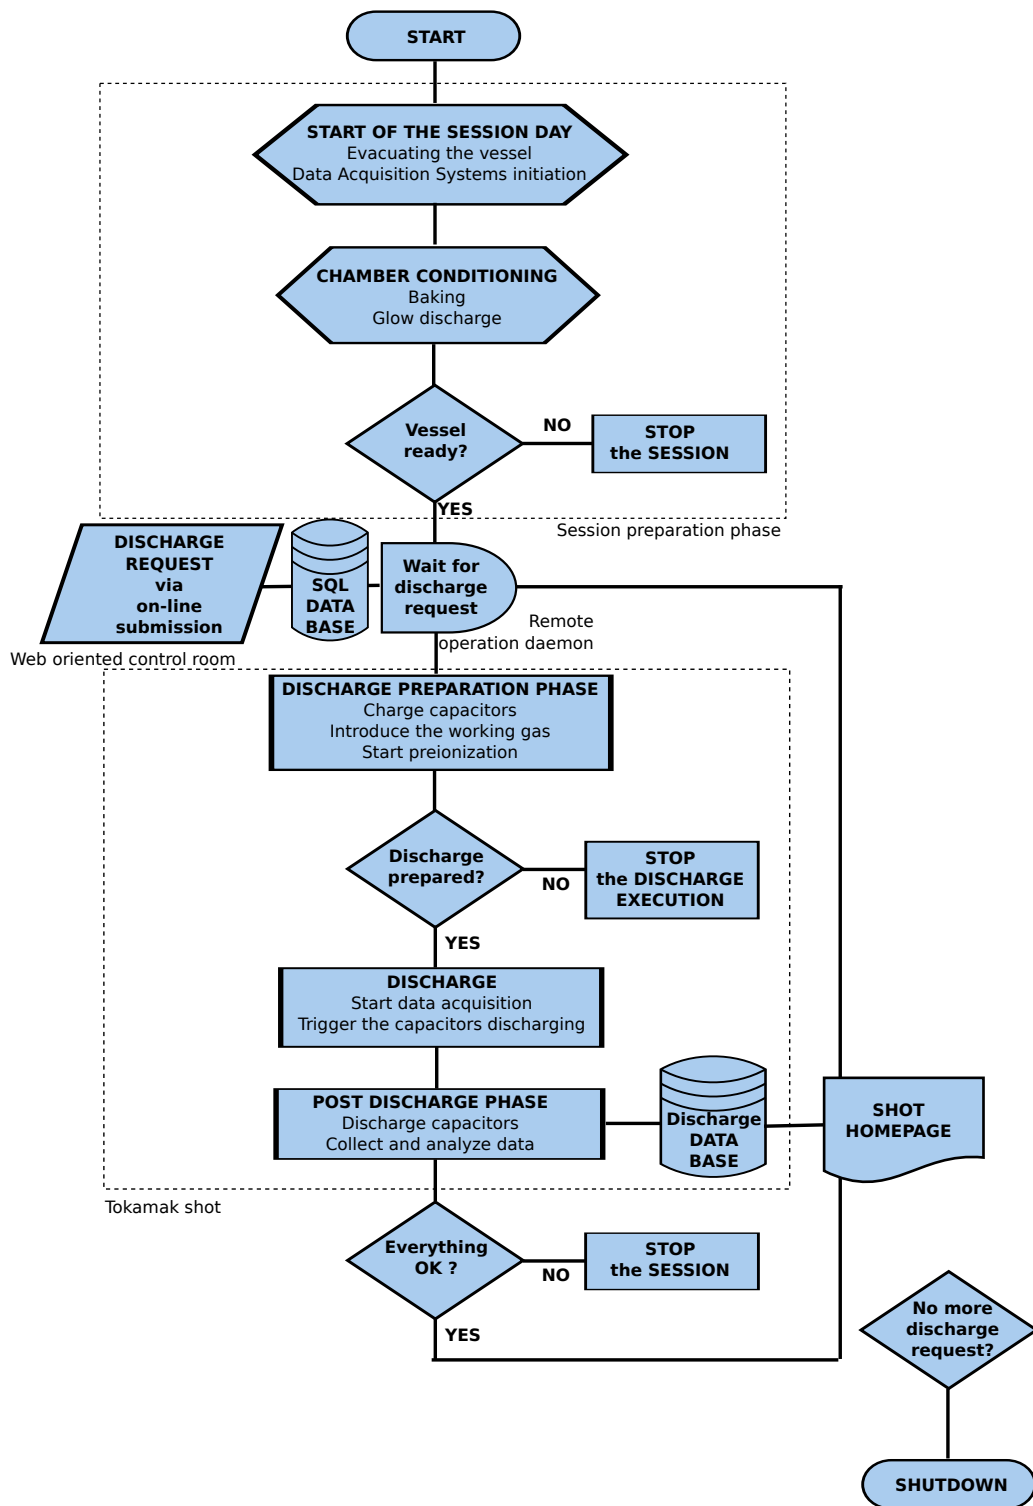 START
START OF THE SESSION DAY
Evacuating the vessel
Data Acquisition Systems initiation
CHAMBER CONDITIONING
Baking
Glow discharge
Vessel
ready?
NO
STOP
the SESSION
YES
Session preparation phase
DISCHARGE
REQUEST
via
on-line
submission
SQL
DATA
BASE
Wait for
discharge
request
Remote
operation daemon
Web oriented control room
DISCHARGE PREPARATION PHASE
Charge capacitors
Introduce the working gas
Start preionization
Discharge
prepared?
NO
STOP
the DISCHARGE
EXECUTION
YES
DISCHARGE
Start data acquisition
Trigger the capacitors discharging
POST DISCHARGE PHASE
Discharge capacitors
Collect and analyze data
Discharge
DATA
BASE
SHOT
HOMEPAGE
Tokamak shot
Everything
OK ?
NO
STOP
the SESSION
YES
No more
discharge
request?
SHUTDOWN